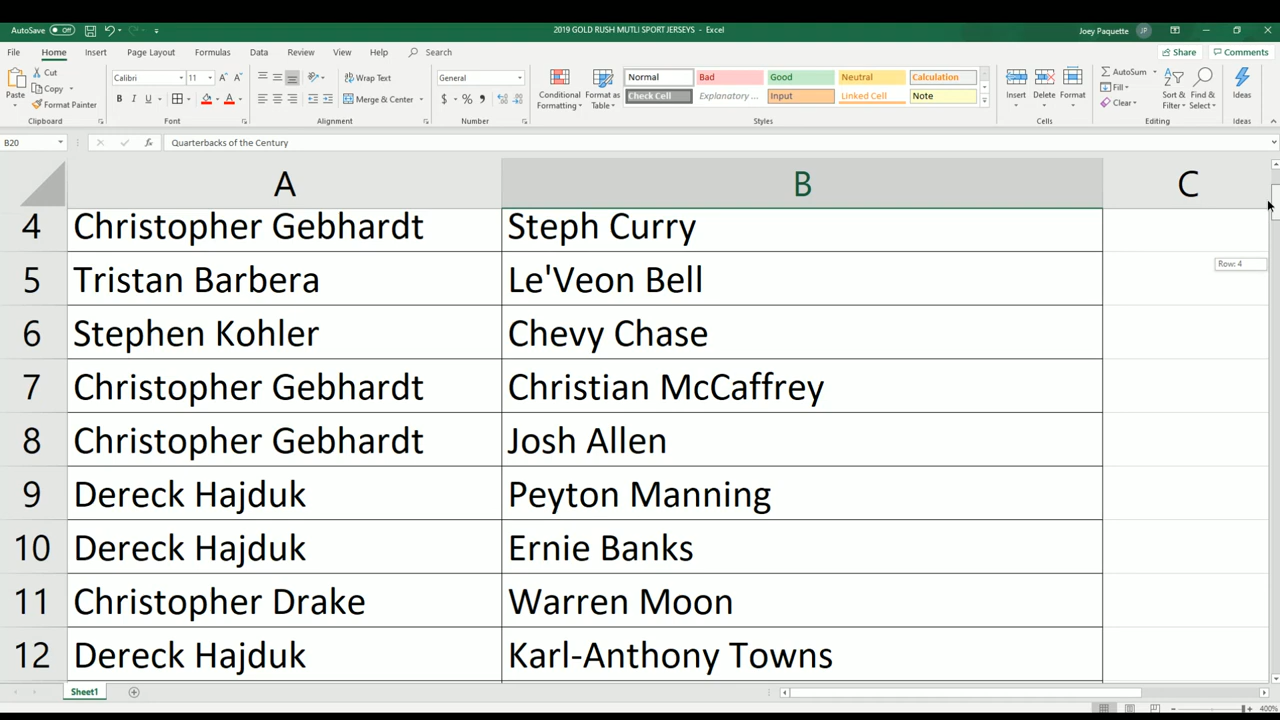 AutoSave Off
2019 GOLD RUSH MUTLI SPORT JERSEYS - Excel
Joey Paquette JP
File Home Insert Page Layout Formulas Data Review View Help Search
Share Comments
Paste
Cut
Copy
Format Painter
Clipboard
Calibri 11
B I U
Font
Wrap Text
Merge & Center
Alignment
General
$ % ,
Number
Conditional Formatting
Format as Table
Normal Bad Good Neutral Calculation
Check Cell Explanatory ... Input Linked Cell Note
Styles
Insert Delete Format
Cells
AutoSum
Fill
Clear
Sort & Filter
Find & Select
Editing
Ideas
Ideas
B20 fx Quarterbacks of the Century
A B C
4 Christopher Gebhardt Steph Curry
5 Tristan Barbera Le'Veon Bell
Row: 4
6 Stephen Kohler Chevy Chase
7 Christopher Gebhardt Christian McCaffrey
8 Christopher Gebhardt Josh Allen
9 Dereck Hajduk Peyton Manning
10 Dereck Hajduk Ernie Banks
11 Christopher Drake Warren Moon
12 Dereck Hajduk Karl-Anthony Towns
Sheet1
400%